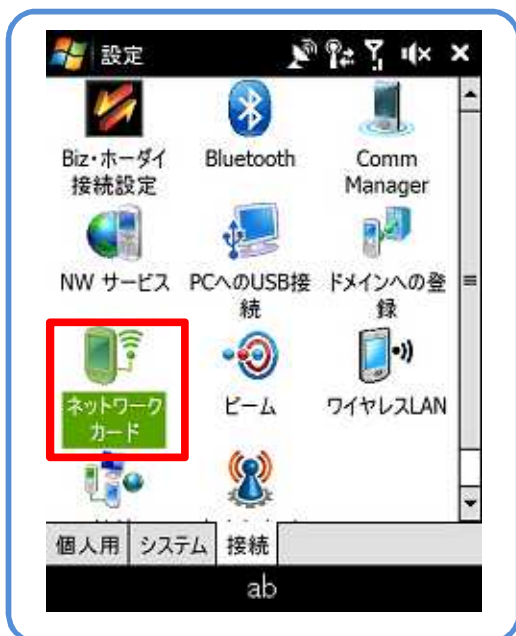 設定
Biz・ホーダイ
接続設定
Bluetooth
Comm
Manager
NW サービス
PCへのUSB接
続
ドメインへの登
録
ネットワーク
カード
ビーム
ワイヤレスLAN
個人用
システム
接続
ab